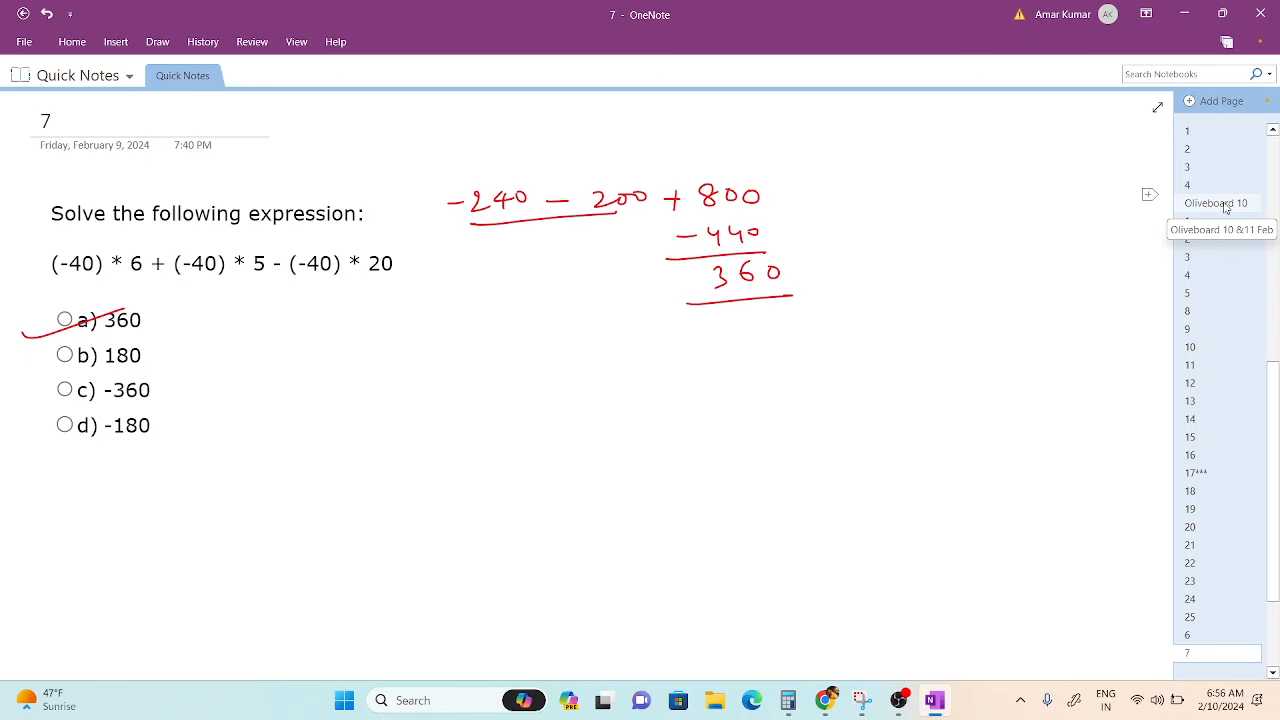 7 - OneNote
Amar Kumar AK
File Home Insert Draw History Review View Help
Quick Notes Quick Notes
Search Notebooks
7
Friday, February 9, 2024 7:40 PM
Solve the following expression:
(-40) * 6 + (-40) * 5 - (-40) * 20
a) 360
b) 180
c) -360
d) -180
-240 - 200 + 800
-440
360
Add Page
1
2
3
4
Oliveboard 10
Oliveboard 10 &11 Feb
2
3
4
5
8
9
10
11
12
13
14
15
16
17***
18
19
20
21
22
23
24
25
6
7
47°F
Sunrise
Search
PRE
ENG
IN
2/10/2024